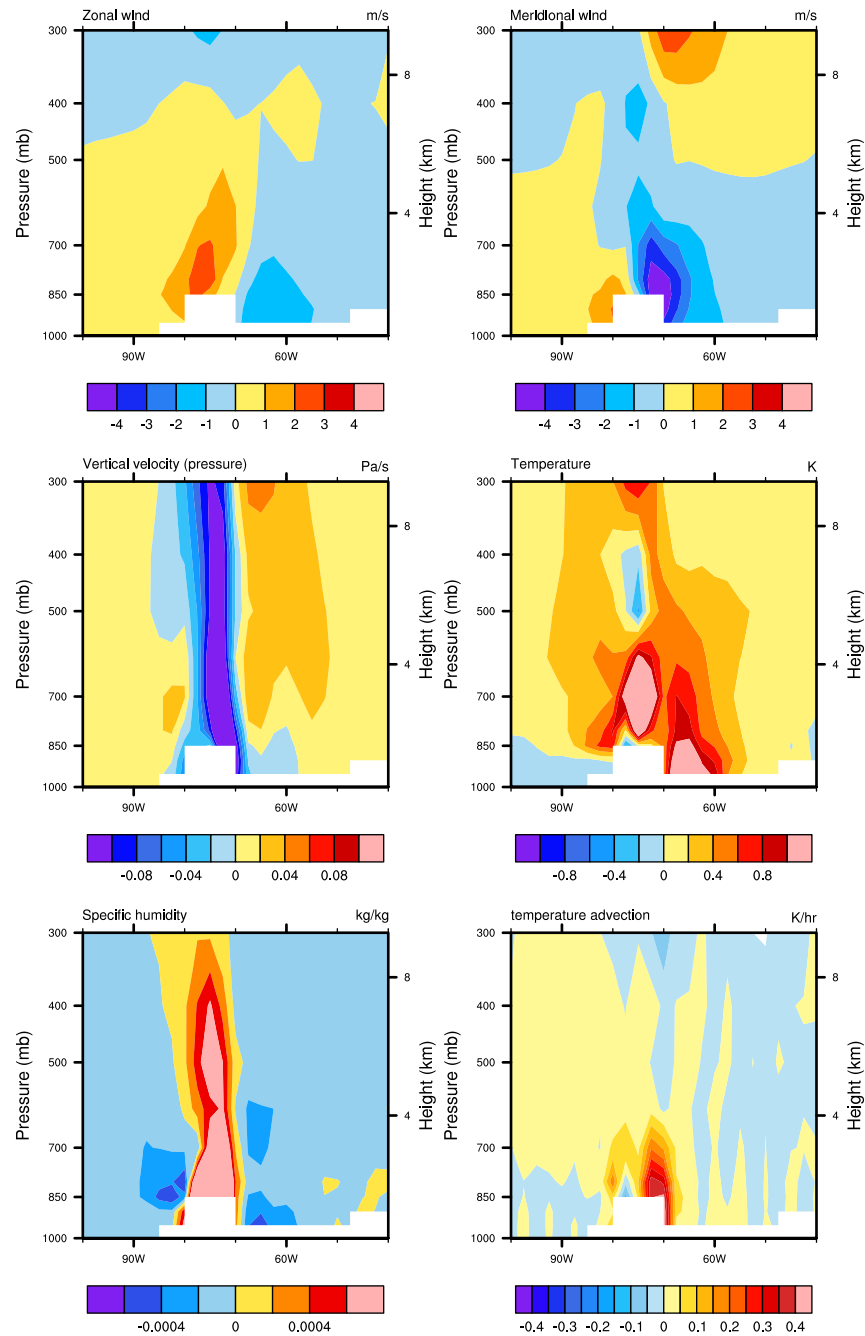 Zonal wind m/s
300
400
500
700
850
1000
Pressure (mb)
8
4
Height (km)
90W 60W
-4 -3 -2 -1 0 1 2 3 4
Meridional wind m/s
300
400
500
700
850
1000
Pressure (mb)
8
4
Height (km)
90W 60W
-4 -3 -2 -1 0 1 2 3 4
Vertical velocity (pressure) Pa/s
300
400
500
700
850
1000
Pressure (mb)
8
4
Height (km)
90W 60W
-0.08 -0.04 0 0.04 0.08
Temperature K
300
400
500
700
850
1000
Pressure (mb)
8
4
Height (km)
90W 60W
-0.8 -0.4 0 0.4 0.8
Specific humidity kg/kg
300
400
500
700
850
1000
Pressure (mb)
8
4
Height (km)
90W 60W
-0.0004 0 0.0004
temperature advection K/hr
300
400
500
700
850
1000
Pressure (mb)
8
4
Height (km)
90W 60W
-0.4 -0.3 -0.2 -0.1 0 0.1 0.2 0.3 0.4